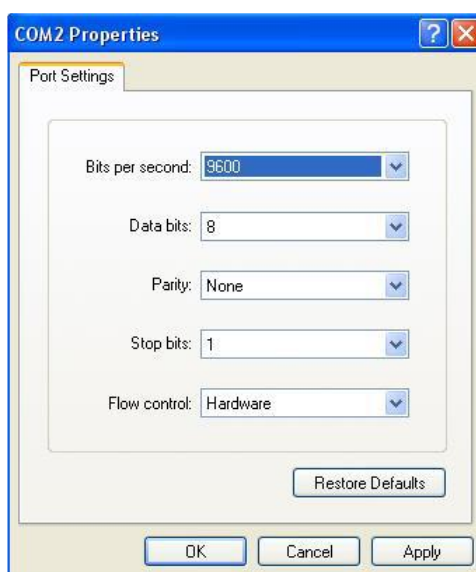 COM2 Properties
Port Settings
Bits per second: 9600
Data bits: 8
Parity: None
Stop bits: 1
Flow control: Hardware
Restore Defaults
OK Cancel Apply